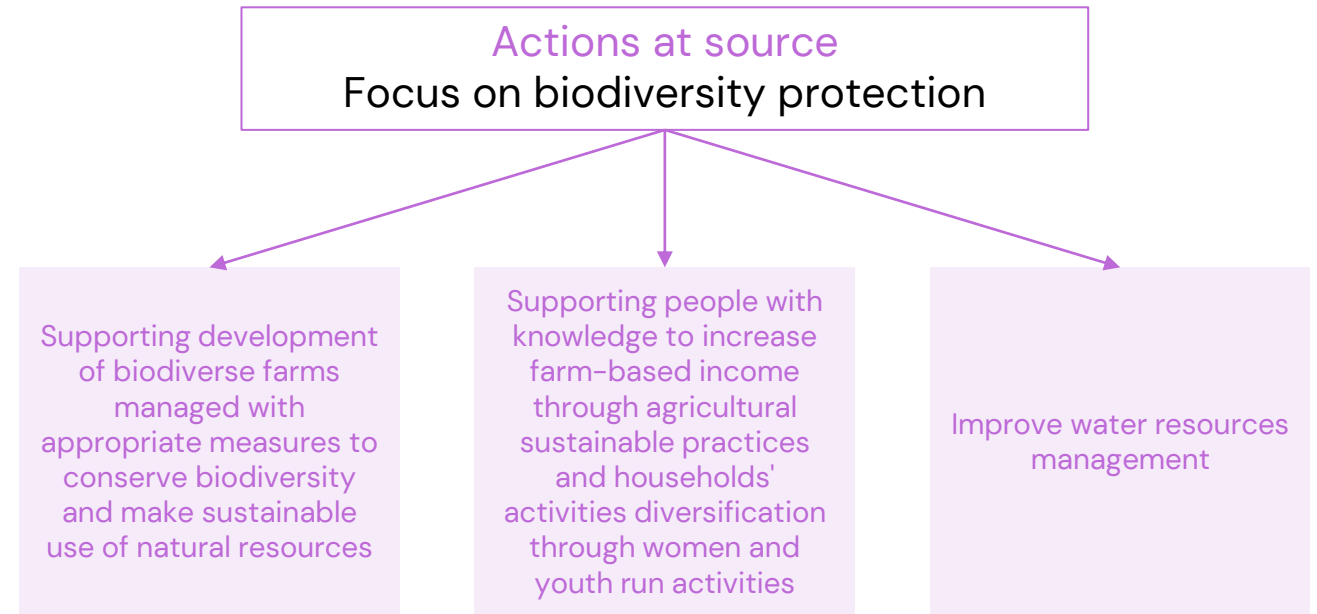 Actions at source
Focus on biodiversity protection
Supporting development
of biodiverse farms
managed with
appropriate measures to
conserve biodiversity
and make sustainable
use of natural resources
Supporting people with
knowledge to increase
farm-based income
through agricultural
sustainable practices
and households'
activities diversification
through women and
youth run activities
Improve water resources
management